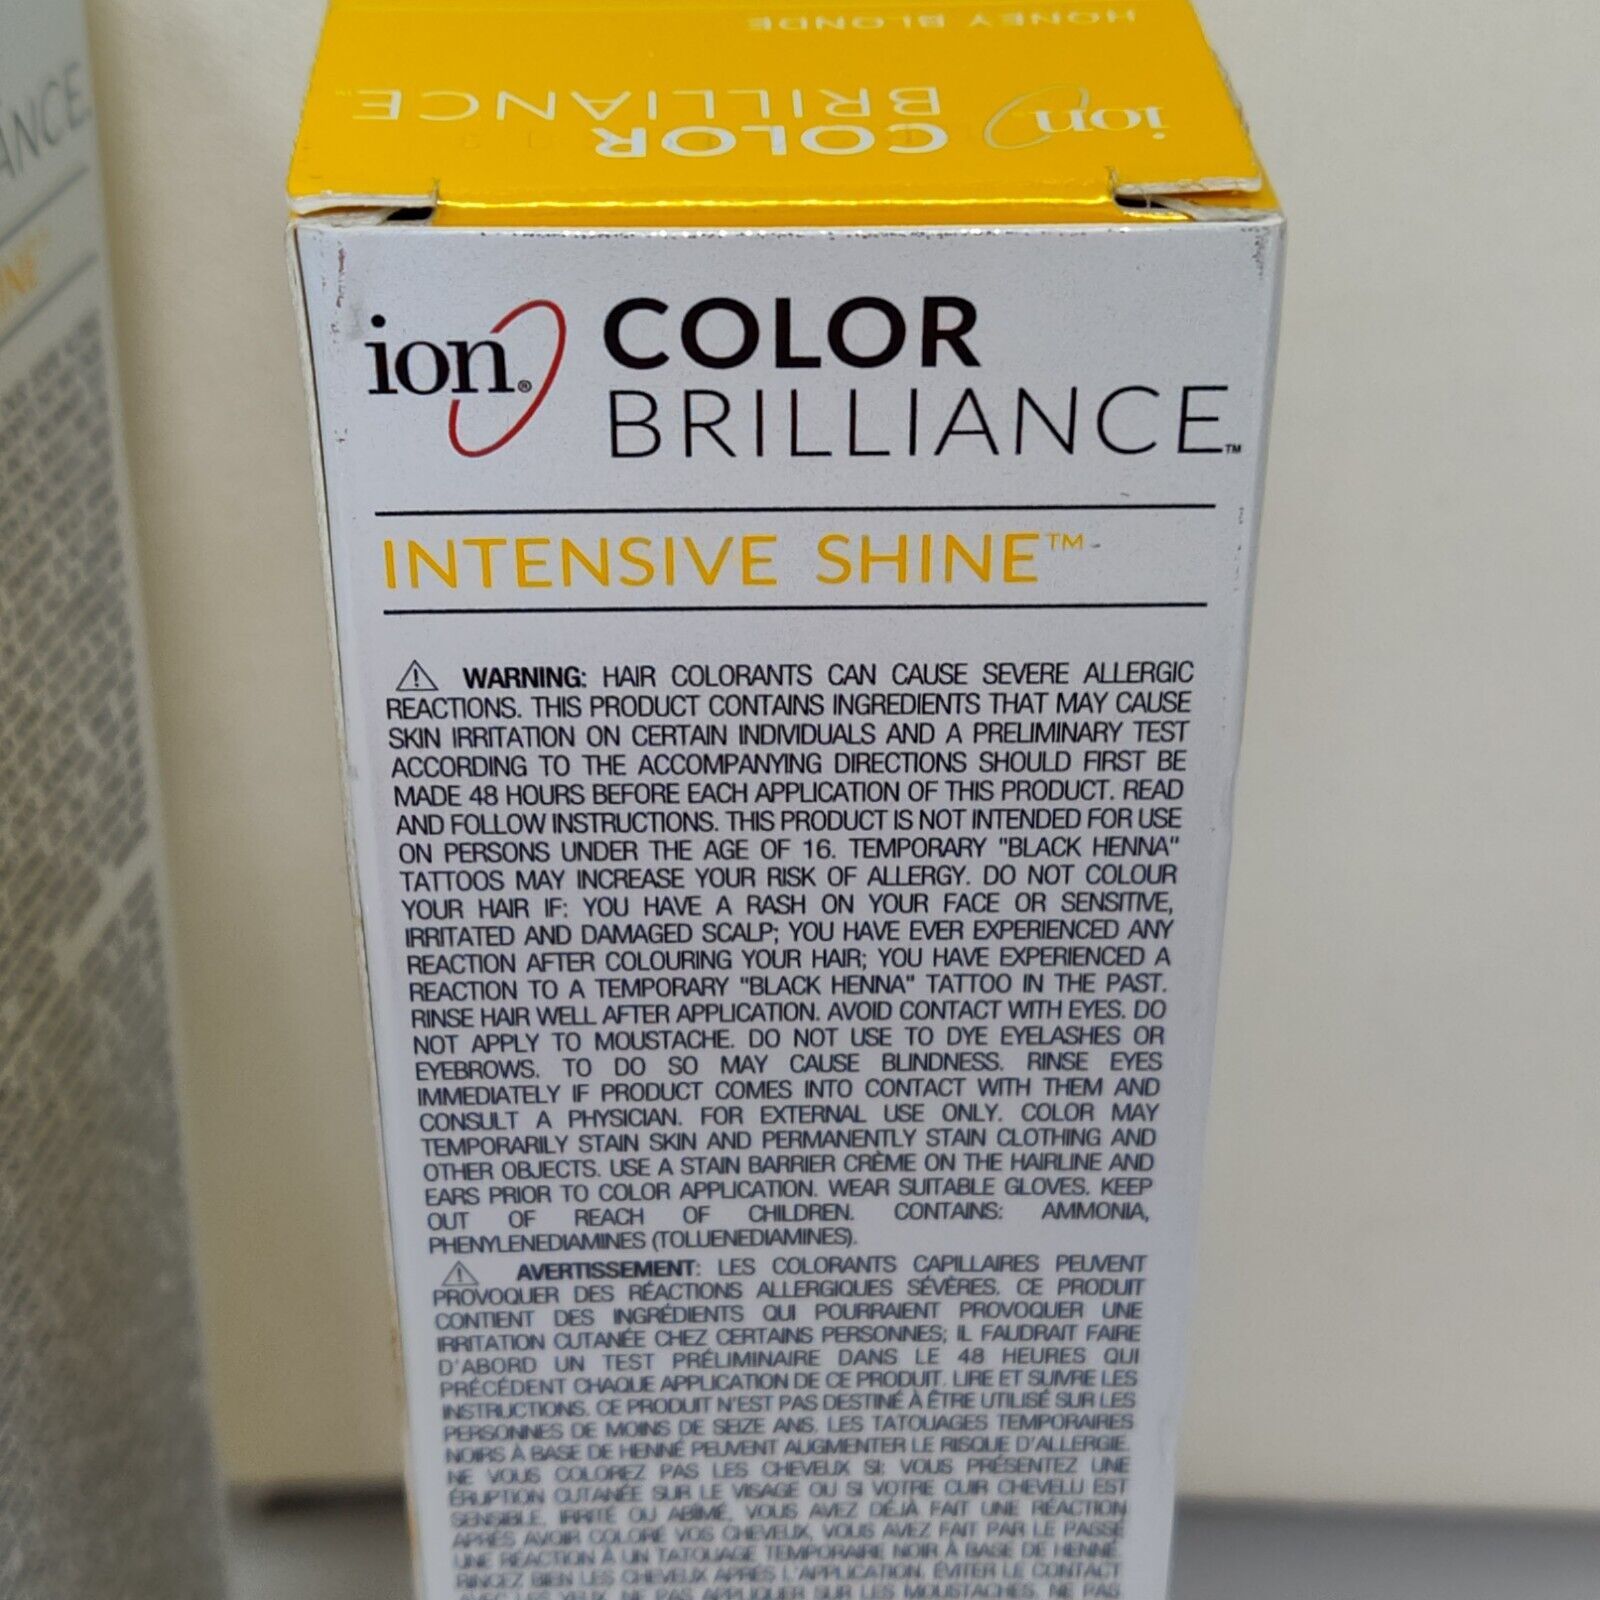 HONEY BLONDE
ion COLOR
BRILLIANCE™
ANCE
INE™
ion® COLOR
BRILLIANCE™
INTENSIVE SHINE™
⚠ WARNING: HAIR COLORANTS CAN CAUSE SEVERE ALLERGIC
REACTIONS. THIS PRODUCT CONTAINS INGREDIENTS THAT MAY CAUSE
SKIN IRRITATION ON CERTAIN INDIVIDUALS AND A PRELIMINARY TEST
ACCORDING TO THE ACCOMPANYING DIRECTIONS SHOULD FIRST BE
MADE 48 HOURS BEFORE EACH APPLICATION OF THIS PRODUCT. READ
AND FOLLOW INSTRUCTIONS. THIS PRODUCT IS NOT INTENDED FOR USE
ON PERSONS UNDER THE AGE OF 16. TEMPORARY "BLACK HENNA"
TATTOOS MAY INCREASE YOUR RISK OF ALLERGY. DO NOT COLOUR
YOUR HAIR IF: YOU HAVE A RASH ON YOUR FACE OR SENSITIVE,
IRRITATED AND DAMAGED SCALP; YOU HAVE EVER EXPERIENCED ANY
REACTION AFTER COLOURING YOUR HAIR; YOU HAVE EXPERIENCED A
REACTION TO A TEMPORARY "BLACK HENNA" TATTOO IN THE PAST.
RINSE HAIR WELL AFTER APPLICATION. AVOID CONTACT WITH EYES. DO
NOT APPLY TO MOUSTACHE. DO NOT USE TO DYE EYELASHES OR
EYEBROWS. TO DO SO MAY CAUSE BLINDNESS. RINSE EYES
IMMEDIATELY IF PRODUCT COMES INTO CONTACT WITH THEM AND
CONSULT A PHYSICIAN. FOR EXTERNAL USE ONLY. COLOR MAY
TEMPORARILY STAIN SKIN AND PERMANENTLY STAIN CLOTHING AND
OTHER OBJECTS. USE A STAIN BARRIER CRÈME ON THE HAIRLINE AND
EARS PRIOR TO COLOR APPLICATION. WEAR SUITABLE GLOVES. KEEP
OUT OF REACH OF CHILDREN. CONTAINS: AMMONIA,
PHENYLENEDIAMINES (TOLUENEDIAMINES).
⚠ AVERTISSEMENT: LES COLORANTS CAPILLAIRES PEUVENT
PROVOQUER DES RÉACTIONS ALLERGIQUES SÉVÈRES. CE PRODUIT
CONTIENT DES INGRÉDIENTS QUI POURRAIENT PROVOQUER UNE
IRRITATION CUTANÉE CHEZ CERTAINS PERSONNES; IL FAUDRAIT FAIRE
D'ABORD UN TEST PRÉLIMINAIRE DANS LE 48 HEURES QUI
PRÉCÉDENT CHAQUE APPLICATION DE CE PRODUIT. LIRE ET SUIVRE LES
INSTRUCTIONS. CE PRODUIT N'EST PAS DESTINÉ À ÊTRE UTILISÉ SUR LES
PERSONNES DE MOINS DE SEIZE ANS. LES TATOUAGES TEMPORAIRES
NOIRS À BASE DE HENNÉ PEUVENT AUGMENTER LE RISQUE D'ALLERGIE.
NE VOUS COLOREZ PAS LES CHEVEUX SI: VOUS PRÉSENTEZ UNE
ÉRUPTION CUTANÉE SUR LE VISAGE OU SI VOTRE CUIR CHEVELU EST
SENSIBLE, IRRITÉ OU ABÎMÉ, VOUS AVEZ DÉJÀ FAIT UNE RÉACTION
APRÈS AVOIR COLORÉ VOS CHEVEUX, VOUS AVEZ FAIT PAR LE PASSÉ
UNE RÉACTION À UN TATOUAGE TEMPORAIRE NOIR À BASE DE HENNÉ.
RINCEZ BIEN LES CHEVEUX APRÈS L'APPLICATION. ÉVITER LE CONTACT
AVEC LES YEUX. NE PAS APPLIQUER SUR LES MOUSTACHES. NE PAS